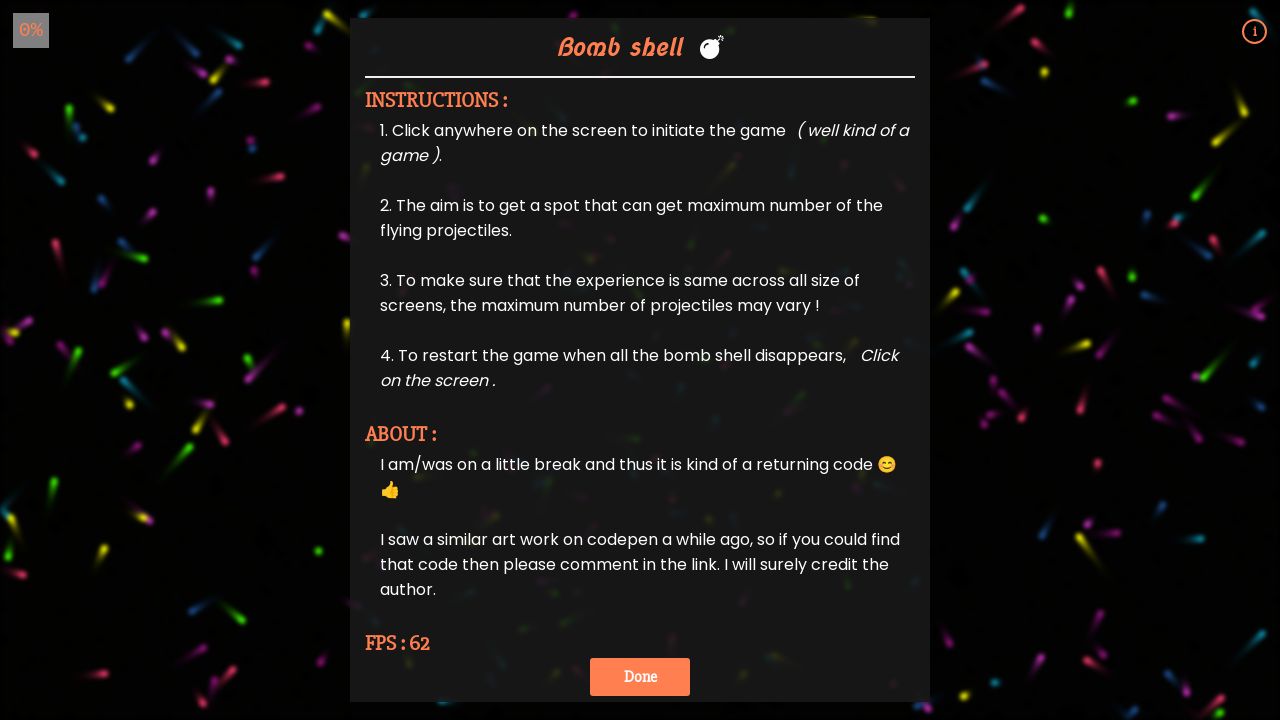 0%
i
Bomb shell 💣
INSTRUCTIONS :
1. Click anywhere on the screen to initiate the game ( well kind of a
game ).
2. The aim is to get a spot that can get maximum number of the
flying projectiles.
3. To make sure that the experience is same across all size of
screens, the maximum number of projectiles may vary !
4. To restart the game when all the bomb shell disappears, Click
on the screen .
ABOUT :
I am/was on a little break and thus it is kind of a returning code 😊
👍
I saw a similar art work on codepen a while ago, so if you could find
that code then please comment in the link. I will surely credit the
author.
FPS : 62
Done